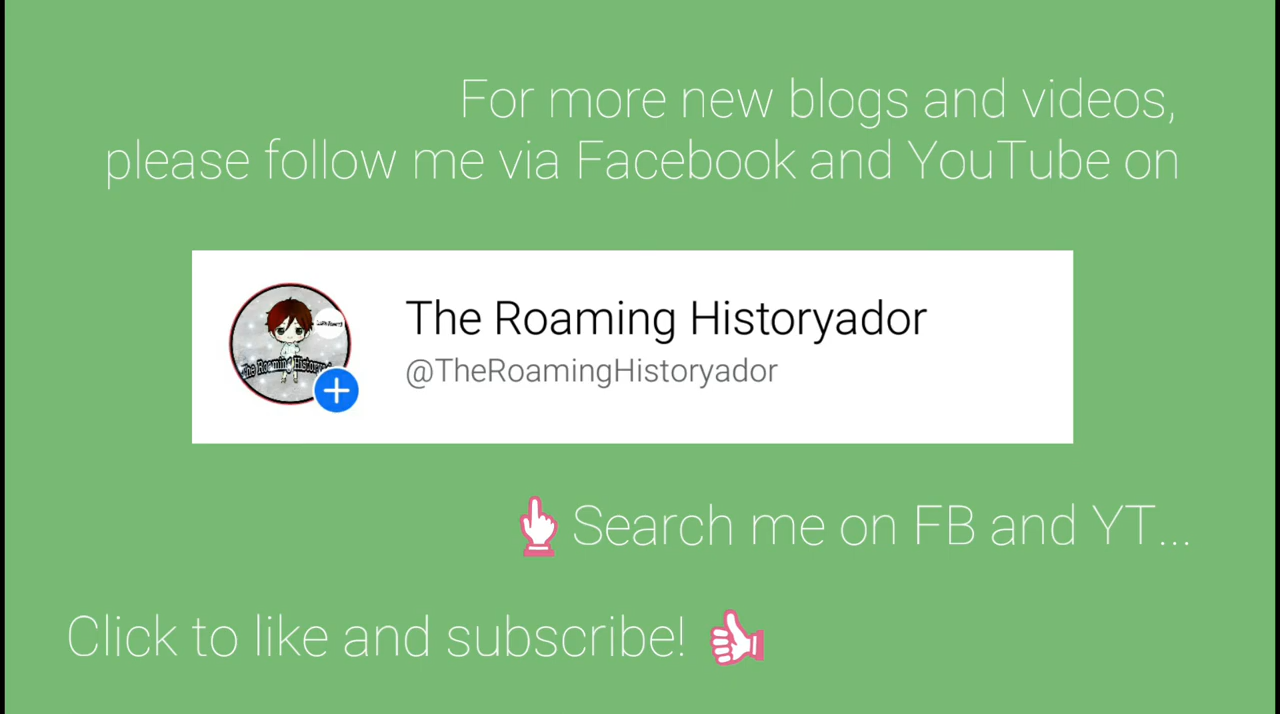 For more new blogs and videos,
please follow me via Facebook and YouTube on
The Roaming Historyador
@TheRoamingHistoryador
Search me on FB and YT...
Click to like and subscribe!